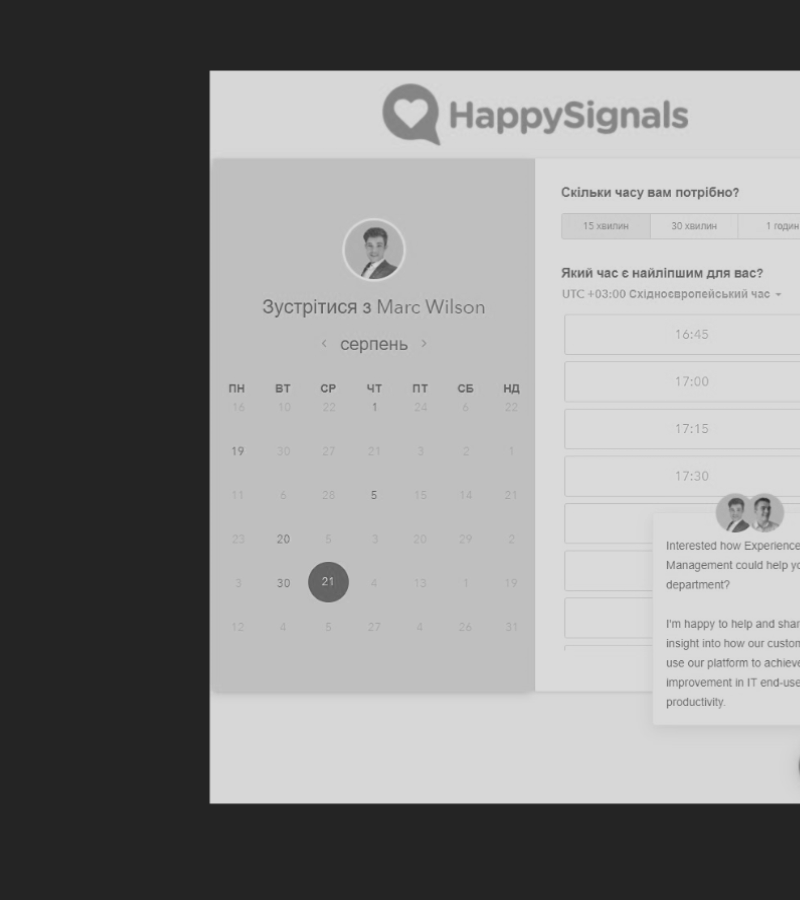 HappySignals
Зустрітися з Marc Wilson
‹ серпень ›
ПН ВТ СР ЧТ ПТ СБ НД
16 10 22 1 24 6 22
19 30 27 21 3 2 1
11 6 28 5 15 14 21
23 20 5 3 20 29 2
3 30 21 4 13 1 19
12 4 5 27 4 26 31
Скільки часу вам потрібно?
15 хвилин 30 хвилин 1 годин
Який час є найліпшим для вас?
UTC +03:00 Східноєвропейський час
16:45
17:00
17:15
17:30
Interested how Experience
Management could help yo
department?
I'm happy to help and shar
insight into how our custon
use our platform to achieve
improvement in IT end-use
productivity.